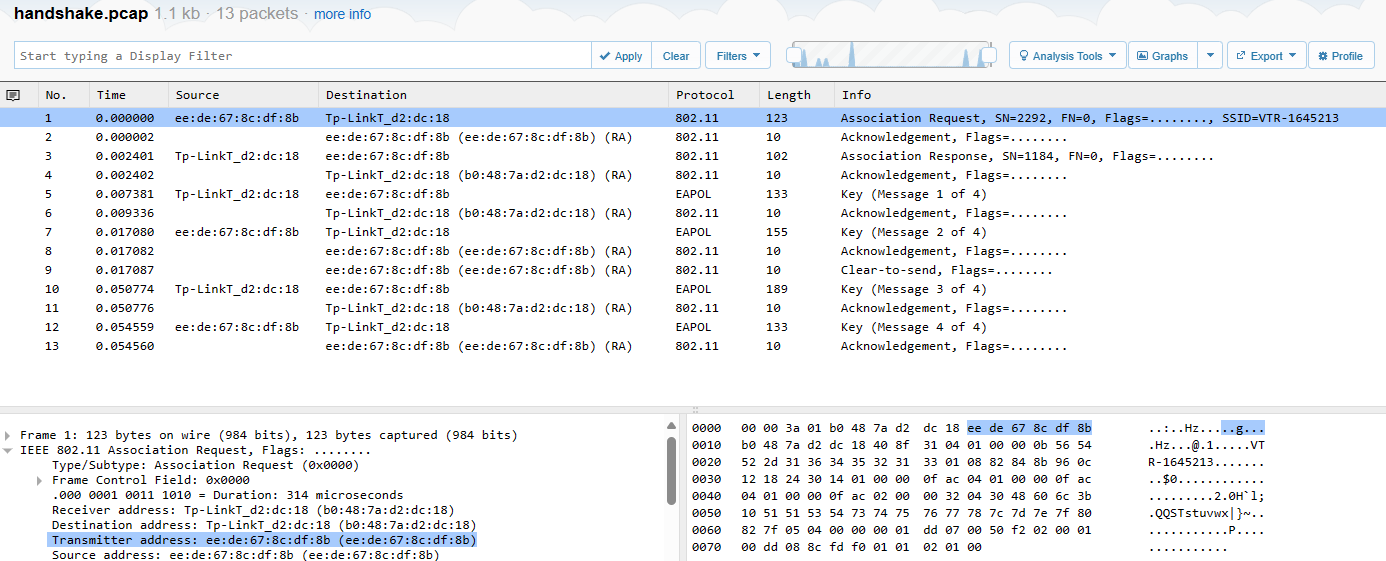 handshake.pcap 1.1 kb · 13 packets · more info
Start typing a Display Filter Apply Clear Filters Analysis Tools Graphs Export Profile
No. Time Source Destination Protocol Length Info
1 0.000000 ee:de:67:8c:df:8b Tp-LinkT_d2:dc:18 802.11 123 Association Request, SN=2292, FN=0, Flags=........, SSID=VTR-1645213
2 0.000002 ee:de:67:8c:df:8b (ee:de:67:8c:df:8b) (RA) 802.11 10 Acknowledgement, Flags=........
3 0.002401 Tp-LinkT_d2:dc:18 ee:de:67:8c:df:8b 802.11 102 Association Response, SN=1184, FN=0, Flags=........
4 0.002402 Tp-LinkT_d2:dc:18 (b0:48:7a:d2:dc:18) (RA) 802.11 10 Acknowledgement, Flags=........
5 0.007381 Tp-LinkT_d2:dc:18 ee:de:67:8c:df:8b EAPOL 133 Key (Message 1 of 4)
6 0.009336 Tp-LinkT_d2:dc:18 (b0:48:7a:d2:dc:18) (RA) 802.11 10 Acknowledgement, Flags=........
7 0.017080 ee:de:67:8c:df:8b Tp-LinkT_d2:dc:18 EAPOL 155 Key (Message 2 of 4)
8 0.017082 ee:de:67:8c:df:8b (ee:de:67:8c:df:8b) (RA) 802.11 10 Acknowledgement, Flags=........
9 0.017087 ee:de:67:8c:df:8b (ee:de:67:8c:df:8b) (RA) 802.11 10 Clear-to-send, Flags=........
10 0.050774 Tp-LinkT_d2:dc:18 ee:de:67:8c:df:8b EAPOL 189 Key (Message 3 of 4)
11 0.050776 Tp-LinkT_d2:dc:18 (b0:48:7a:d2:dc:18) (RA) 802.11 10 Acknowledgement, Flags=........
12 0.054559 ee:de:67:8c:df:8b Tp-LinkT_d2:dc:18 EAPOL 133 Key (Message 4 of 4)
13 0.054560 ee:de:67:8c:df:8b (ee:de:67:8c:df:8b) (RA) 802.11 10 Acknowledgement, Flags=........
Frame 1: 123 bytes on wire (984 bits), 123 bytes captured (984 bits)
IEEE 802.11 Association Request, Flags: ........
Type/Subtype: Association Request (0x0000)
Frame Control Field: 0x0000
.000 0001 0011 1010 = Duration: 314 microseconds
Receiver address: Tp-LinkT_d2:dc:18 (b0:48:7a:d2:dc:18)
Destination address: Tp-LinkT_d2:dc:18 (b0:48:7a:d2:dc:18)
Transmitter address: ee:de:67:8c:df:8b (ee:de:67:8c:df:8b)
Source address: ee:de:67:8c:df:8b (ee:de:67:8c:df:8b)
0000 00 00 3a 01 b0 48 7a d2 dc 18 ee de 67 8c df 8b ..:..Hz.....g...
0010 b0 48 7a d2 dc 18 40 8f 31 04 01 00 00 0b 56 54 .Hz...@.1.....VT
0020 52 2d 31 36 34 35 32 31 33 01 08 82 84 8b 96 0c R-1645213.......
0030 12 18 24 30 14 01 00 00 0f ac 04 01 00 00 0f ac ..$0............
0040 04 01 00 00 0f ac 02 00 00 32 04 30 48 60 6c 3b .........2.0H`l;
0050 10 51 51 53 54 73 74 75 76 77 78 7c 7d 7e 7f 80 .QQSTstuvwx|}~..
0060 82 7f 05 04 00 00 00 01 dd 07 00 50 f2 02 00 01 ...........P....
0070 00 dd 08 8c fd f0 01 01 02 01 00 ...........